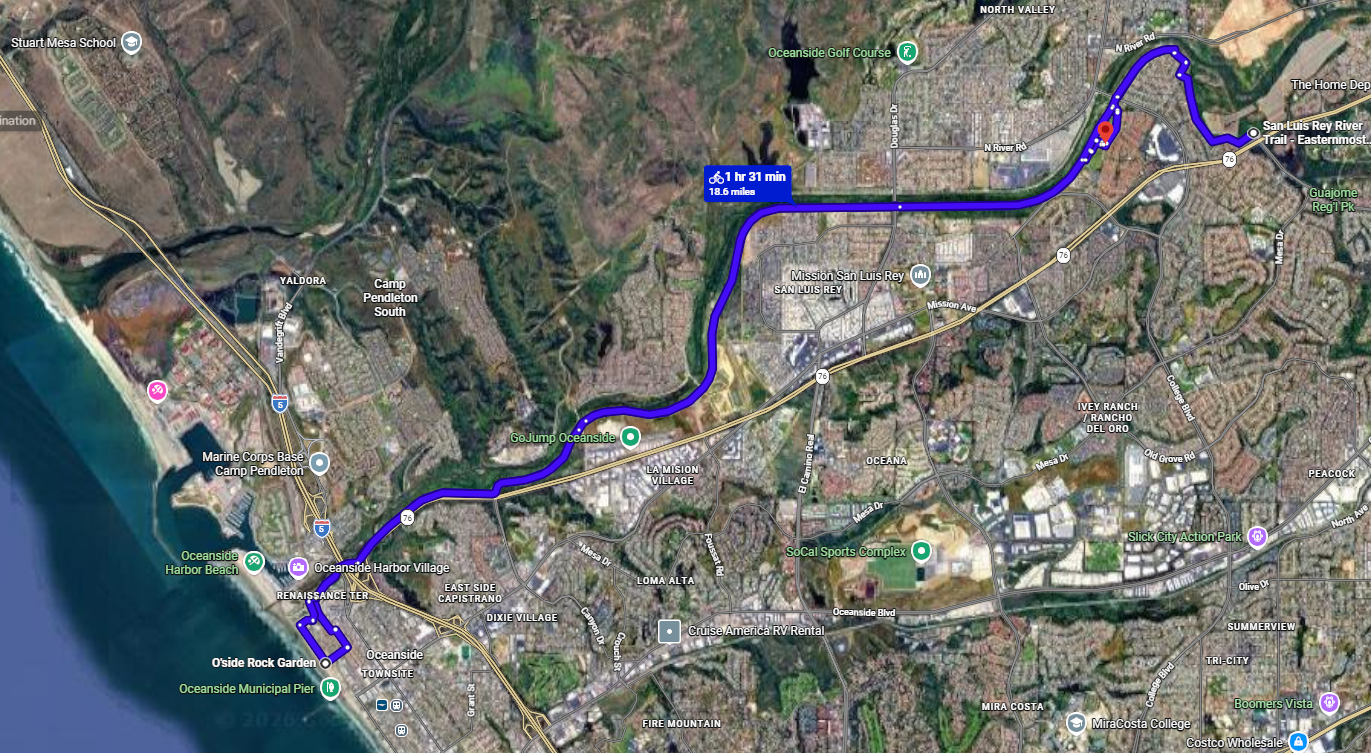 NORTH VALLEY
Stuart Mesa School
Oceanside Golf Course
N River Rd
The Home Dep
ination
Douglas Dr
San Luis Rey River
Trail - Easternmost...
N River Rd
76
1 hr 31 min
18.6 miles
Guajome
Reg'l Pk
Mesa Dr
76
Mission San Luis Rey
SAN LUIS REY
YALDORA
Camp
Pendleton
South
Vandegrift Blvd
Mission Ave
76
College Blvd
5
IVEY RANCH
/ RANCHO
DEL ORO
GoJump Oceanside
El Camino Real
Old Grove Rd
Marine Corps Base
Camp Pendleton
LA MISION
VILLAGE
OCEANA
Mesa Dr
PEACOCK
Mesa Dr
North Ave
76
5
Slick City Action Park
Foussat Rd
SoCal Sports Complex
Mesa Dr
Oceanside
Harbor Beach
Oceanside Harbor Village
LOMA ALTA
EAST SIDE
CAPISTRANO
Olive Dr
RENAISSANCE TER
DIXIE VILLAGE
Canyon Dr
Oceanside Blvd
SUMMERVIEW
Cruise America RV Rental
Crouch St
Oceanside
O'side Rock Garden
TOWNSITE
TRI-CITY
Oceanside Municipal Pier
Grant St
College Blvd
Boomers Vista
MIRA COSTA
FIRE MOUNTAIN
MiraCosta College
Costco Wholesale